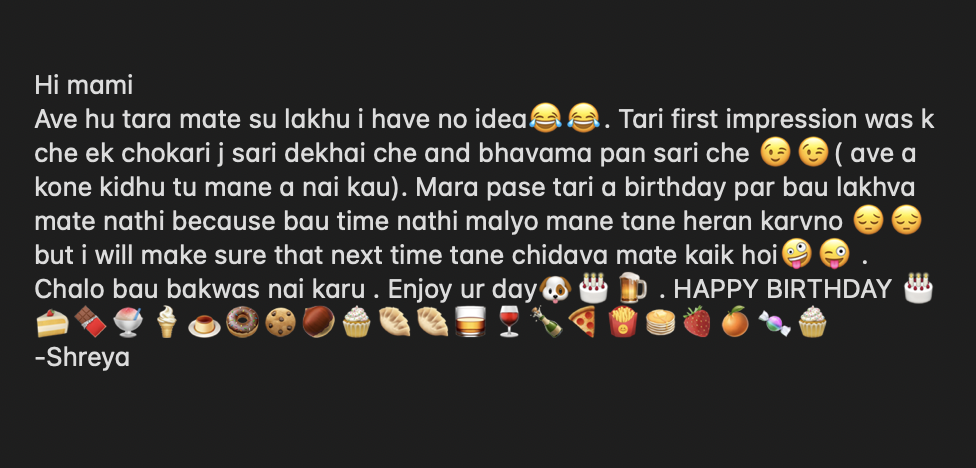 Hi mami
Ave hu tara mate su lakhu i have no idea😂😂. Tari first impression was k
che ek chokari j sari dekhai che and bhavama pan sari che 😉😉( ave a
kone kidhu tu mane a nai kau). Mara pase tari a birthday par bau lakhva
mate nathi because bau time nathi malyo mane tane heran karvno 😔😔
but i will make sure that next time tane chidava mate kaik hoi🤪😜 .
Chalo bau bakwas nai karu . Enjoy ur day🐶🎂🍺 . HAPPY BIRTHDAY 🎂
🍰🍫🍨🍦🍮🍩🍪🌰🧁🥟🥟🥃🍷🍾🍕🍟🥞🍓🍊🍬🧁
-Shreya